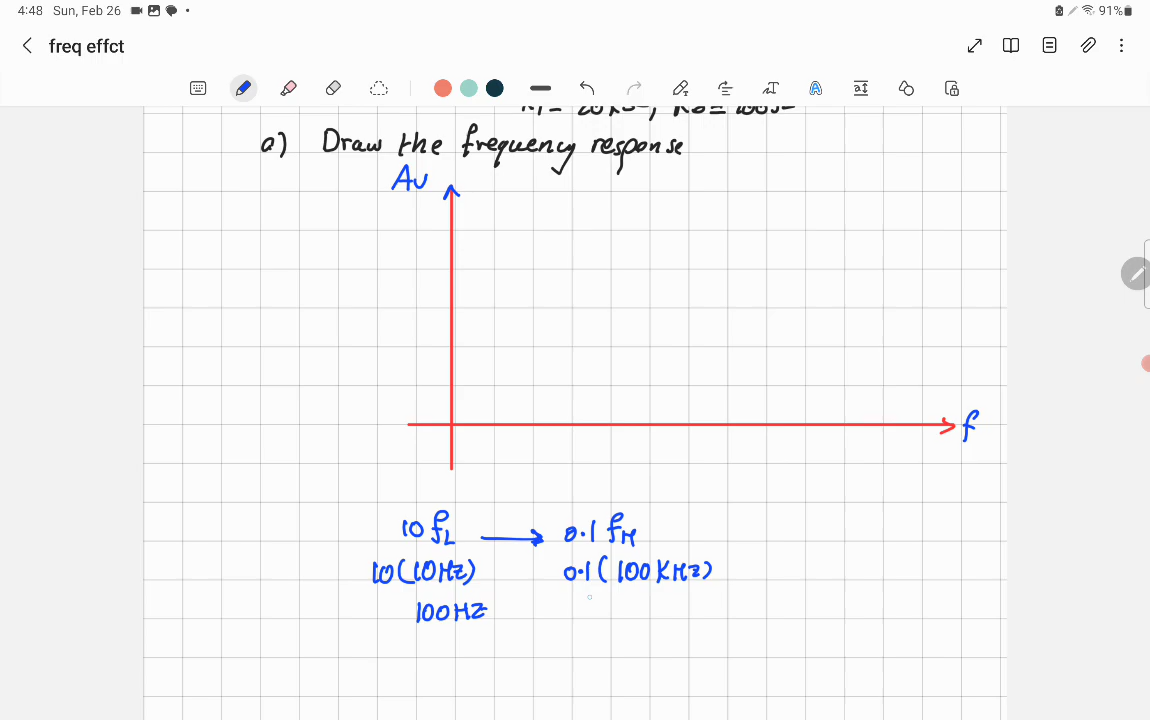 4:48 Sun, Feb 26 91%
freq effct
a) Draw the frequency response
Av
f
10 fL → 0.1 fH
10(10Hz) 0.1(100KHz)
100HZ